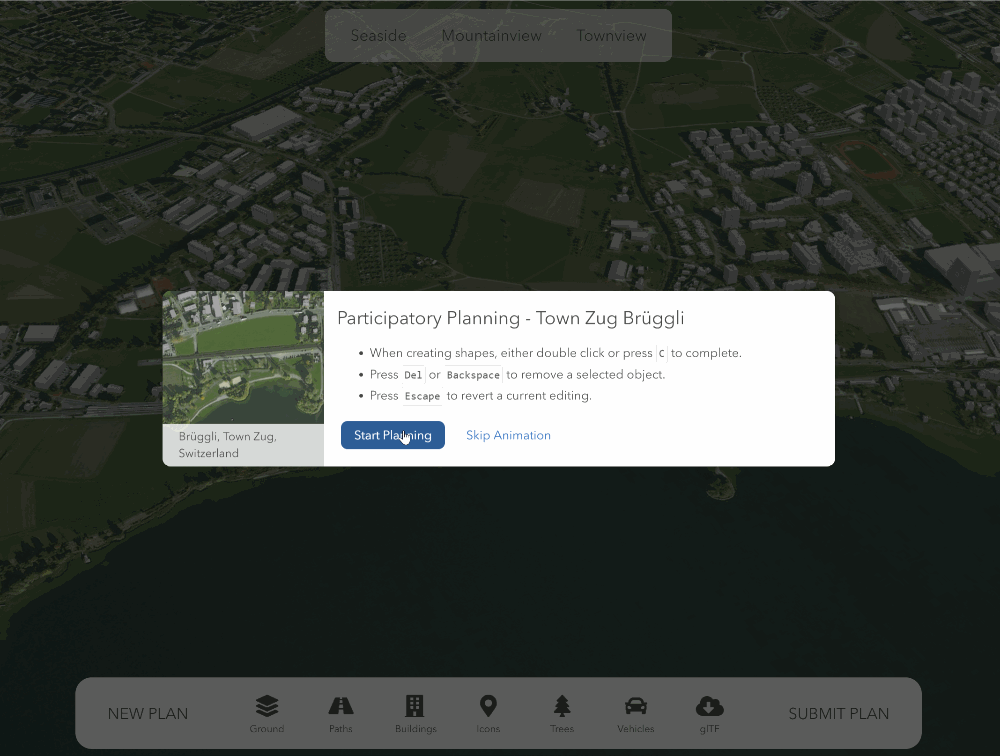 Seaside Mountainview Townview
Participatory Planning - Town Zug Brüggli
• When creating shapes, either double click or press C to complete.
• Press Del or Backspace to remove a selected object.
• Press Escape to revert a current editing.
Start Planning Skip Animation
Brüggli, Town Zug,
Switzerland
NEW PLAN Ground Paths Buildings Icons Trees Vehicles glTF SUBMIT PLAN